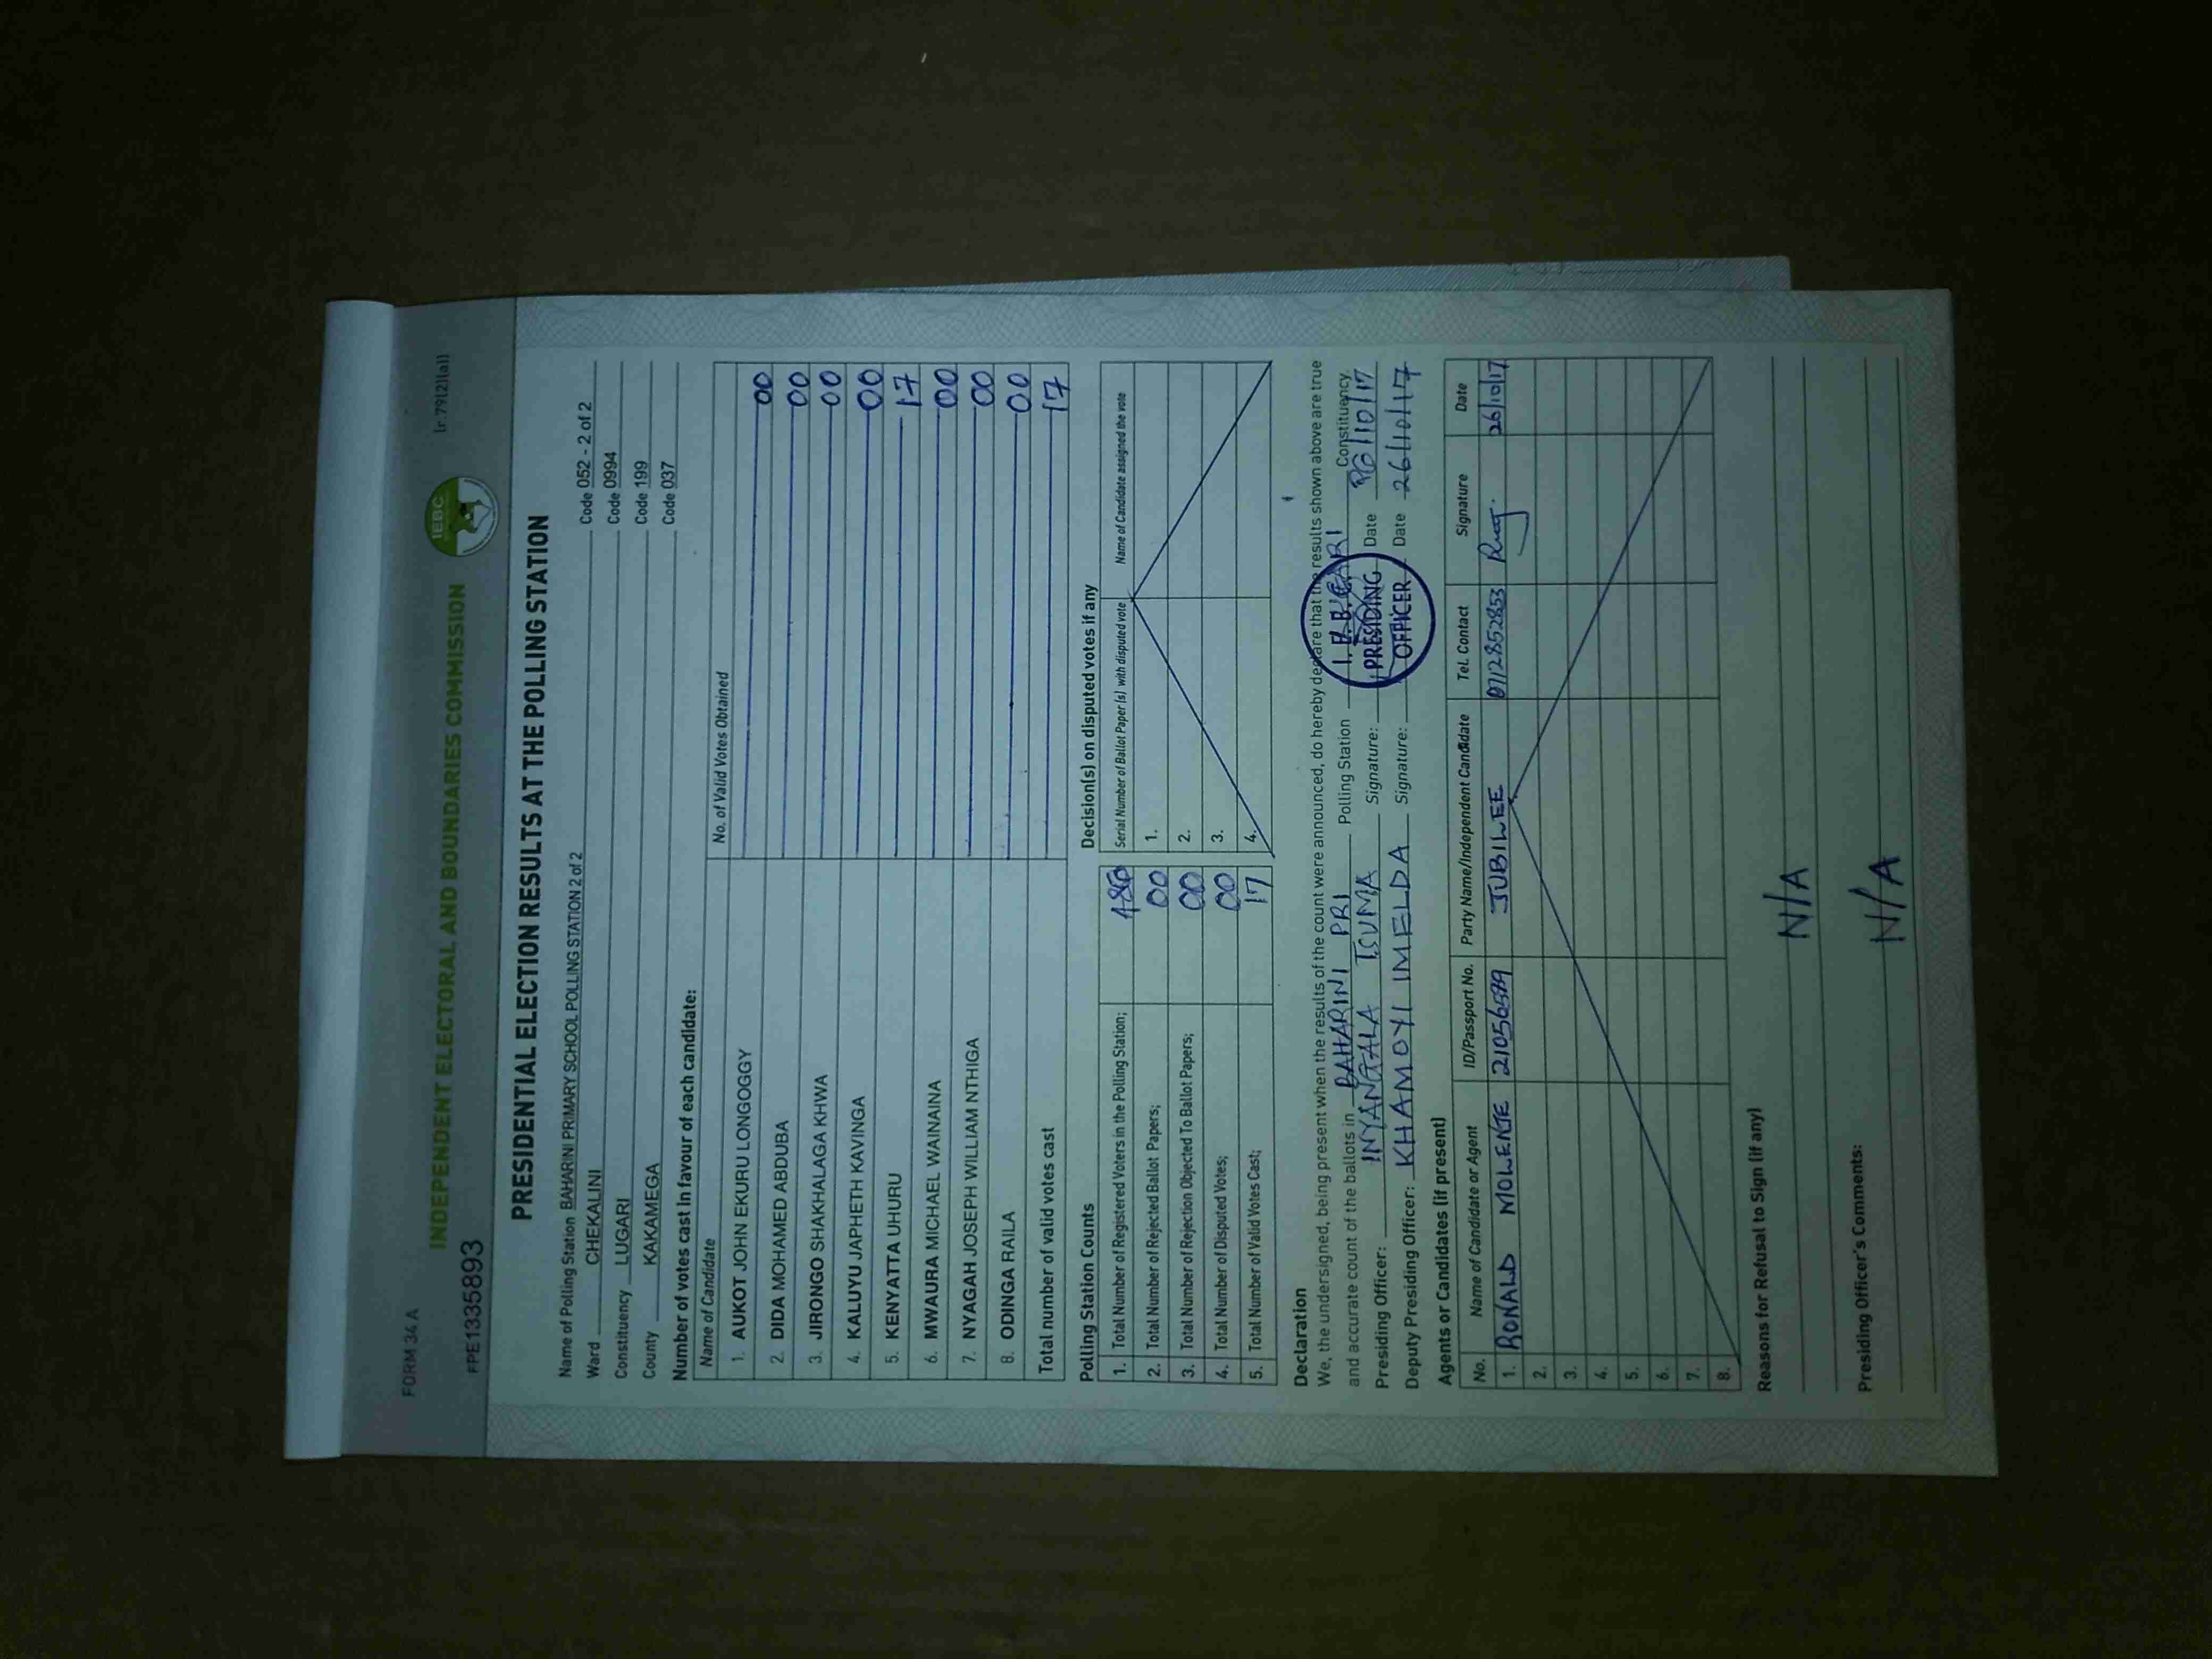 FORM 34 A
(r.79(2)(a))
INDEPENDENT ELECTORAL AND BOUNDARIES COMMISSION
IEBC
FPE1335893
PRESIDENTIAL ELECTION RESULTS AT THE POLLING STATION
Name of Polling Station BAHARINI PRIMARY SCHOOL POLLING STATION 2 of 2
Ward CHEKALINI Code 052 - 2 of 2
Constituency LUGARI Code 0994
County KAKAMEGA Code 199
Code 037
Number of votes cast in favour of each candidate:
Name of Candidate No. of Valid Votes Obtained
1. AUKOT JOHN EKURU LONGOGGY 00
2. DIDA MOHAMED ABDUBA 00
3. JIRONGO SHAKHALAGA KHWA 00
4. KALUYU JAPHETH KAVINGA 00
5. KENYATTA UHURU 17
6. MWAURA MICHAEL WAINAINA 00
7. NYAGAH JOSEPH WILLIAM NTHIGA 00
8. ODINGA RAILA 00
Total number of valid votes cast 17
Polling Station Counts
1. Total Number of Registered Voters in the Polling Station;
2. Total Number of Rejected Ballot Papers; 00
3. Total Number of Rejection Objected To Ballot Papers; 00
4. Total Number of Disputed Votes; 00
5. Total Number of Valid Votes Cast; 17
Decision(s) on disputed votes if any
Serial Number of Ballot Paper (s) with disputed vote Name of Candidate assigned the vote
1.
2.
3.
4.
Declaration
We, the undersigned, being present when the results of the count were announced, do hereby declare that the results shown above are true
and accurate count of the ballots in BAHARINI PRI Polling Station Constituency.
Presiding Officer: INYANGALA TSUMA Signature: Date 26/10/17
Deputy Presiding Officer: KHAMOYI IMELDA Signature: Date 26/10/17
PRESIDING
OFFICER
Agents or Candidates (if present)
No. Name of Candidate or Agent ID/Passport No. Party Name/Independent Candidate Tel. Contact Signature Date
1. RONALD JUBILEE 0712852853 26/10/17
2.
3.
4.
5.
6.
7.
8.
Reasons for Refusal to Sign (if any)
N/A
Presiding Officer's Comments:
N/A